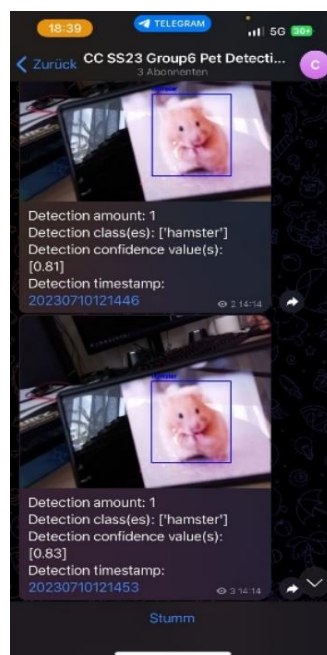 18:39
TELEGRAM
5G 30+
Zurück
CC SS23 Group6 Pet Detecti...
3 Abonnenten
C
Detection amount: 1
Detection class(es): ['hamster']
Detection confidence value(s):
[0.81]
Detection timestamp:
20230710121446
2 14:14
Detection amount: 1
Detection class(es): ['hamster']
Detection confidence value(s):
[0.83]
Detection timestamp:
20230710121453
3 14:14
Stumm